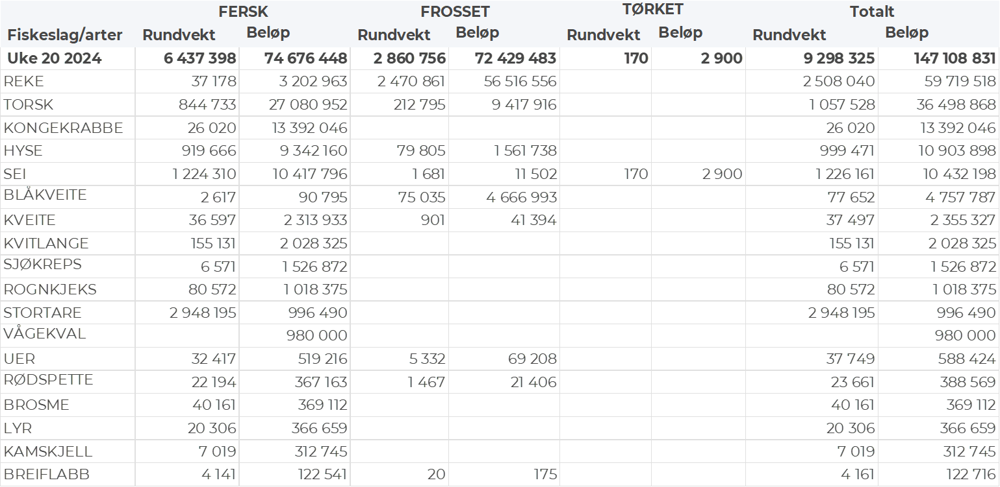 FERSK FROSSET TØRKET Totalt
Fiskeslag/arter Rundvekt Beløp Rundvekt Beløp Rundvekt Beløp Rundvekt Beløp
Uke 20 2024 6 437 398 74 676 448 2 860 756 72 429 483 170 2 900 9 298 325 147 108 831
REKE 37 178 3 202 963 2 470 861 56 516 556 2 508 040 59 719 518
TORSK 844 733 27 080 952 212 795 9 417 916 1 057 528 36 498 868
KONGEKRABBE 26 020 13 392 046 26 020 13 392 046
HYSE 919 666 9 342 160 79 805 1 561 738 999 471 10 903 898
SEI 1 224 310 10 417 796 1 681 11 502 170 2 900 1 226 161 10 432 198
BLÅKVEITE 2 617 90 795 75 035 4 666 993 77 652 4 757 787
KVEITE 36 597 2 313 933 901 41 394 37 497 2 355 327
KVITLANGE 155 131 2 028 325 155 131 2 028 325
SJØKREPS 6 571 1 526 872 6 571 1 526 872
ROGNKJEKS 80 572 1 018 375 80 572 1 018 375
STORTARE 2 948 195 996 490 2 948 195 996 490
VÅGEKVAL 980 000 980 000
UER 32 417 519 216 5 332 69 208 37 749 588 424
RØDSPETTE 22 194 367 163 1 467 21 406 23 661 388 569
BROSME 40 161 369 112 40 161 369 112
LYR 20 306 366 659 20 306 366 659
KAMSKJELL 7 019 312 745 7 019 312 745
BREIFLABB 4 141 122 541 20 175 4 161 122 716